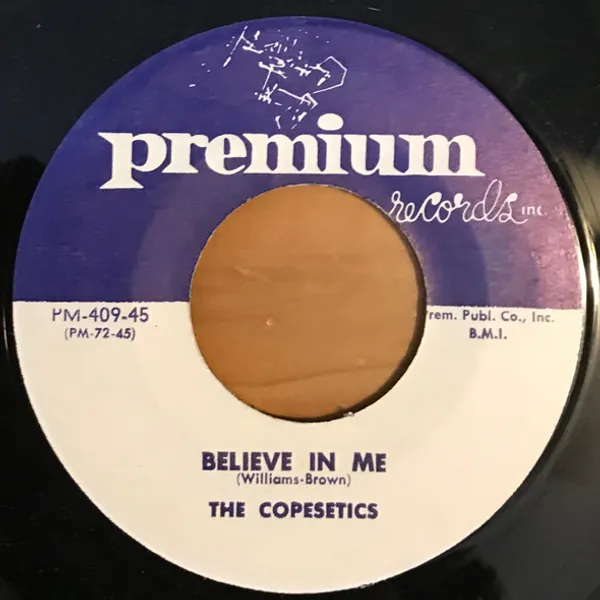 premium
records inc.
PM-409-45
(PM-72-45)
rem. Publ. Co., Inc.
B.M.I.
BELIEVE IN ME
(Williams-Brown)
THE COPESETICS